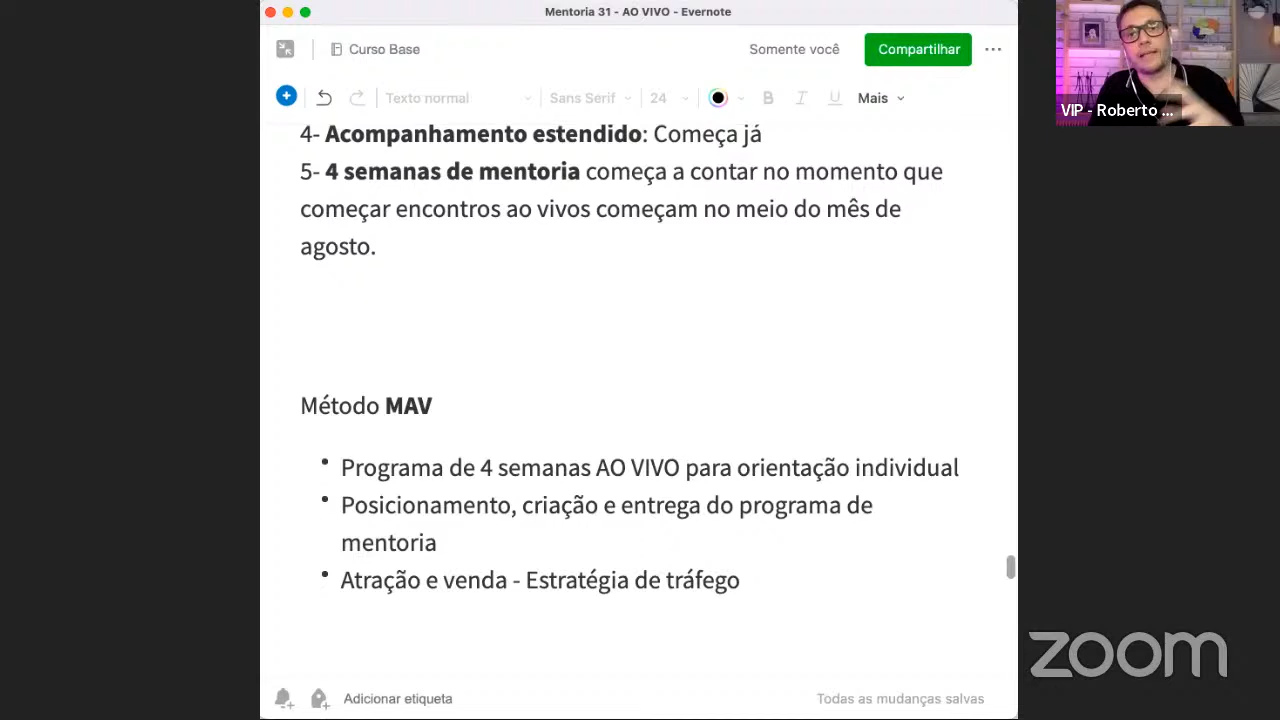 Mentoria 31 - AO VIVO - Evernote
Curso Base
Somente você
Compartilhar
Texto normal
Sans Serif
24
B
I
U
Mais
4- Acompanhamento estendido: Começa já
5- 4 semanas de mentoria começa a contar no momento que
começar encontros ao vivos começam no meio do mês de
agosto.
Método MAV
• Programa de 4 semanas AO VIVO para orientação individual
• Posicionamento, criação e entrega do programa de
mentoria
• Atração e venda - Estratégia de tráfego
Adicionar etiqueta
Todas as mudanças salvas
VIP - Roberto ...
zoom